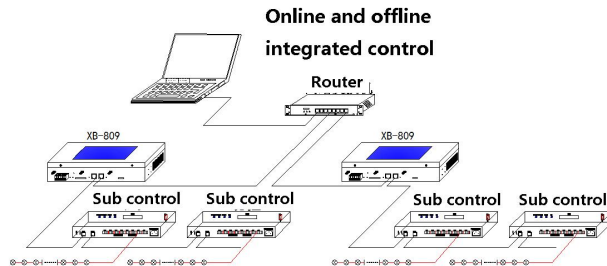 Online and offline
integrated control
Router
XB-809
XB-809
Sub control
Sub control
Sub control
Sub control